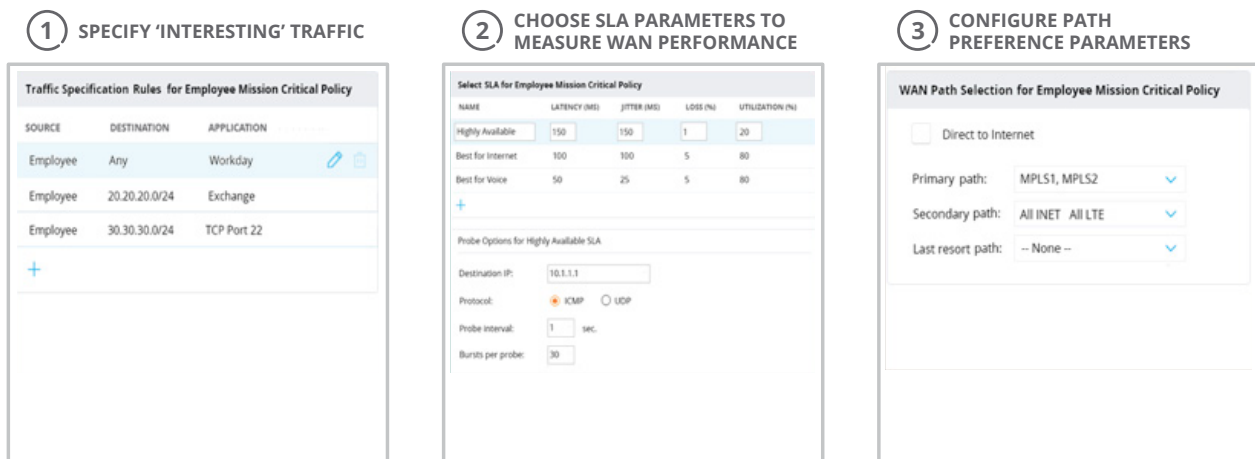 1 SPECIFY ‘INTERESTING’ TRAFFIC
Traffic Specification Rules for Employee Mission Critical Policy
SOURCE DESTINATION APPLICATION
Employee Any Workday
Employee 20.20.20.0/24 Exchange
Employee 30.30.30.0/24 TCP Port 22
+
2 CHOOSE SLA PARAMETERS TO
MEASURE WAN PERFORMANCE
Select SLA for Employee Mission Critical Policy
NAME LATENCY (MS) JITTER (MS) LOSS (%) UTILIZATION (%)
Highly Available 150 150 1 20
Best for Internet 100 100 5 80
Best for Voice 50 25 5 80
+
Probe Options for Highly Available SLA
Destination IP: 10.1.1.1
Protocol: ICMP UDP
Probe interval: 1 sec.
Bursts per probe: 30
3 CONFIGURE PATH
PREFERENCE PARAMETERS
WAN Path Selection for Employee Mission Critical Policy
Direct to Internet
Primary path: MPLS1, MPLS2
Secondary path: All INET All LTE
Last resort path: -- None --